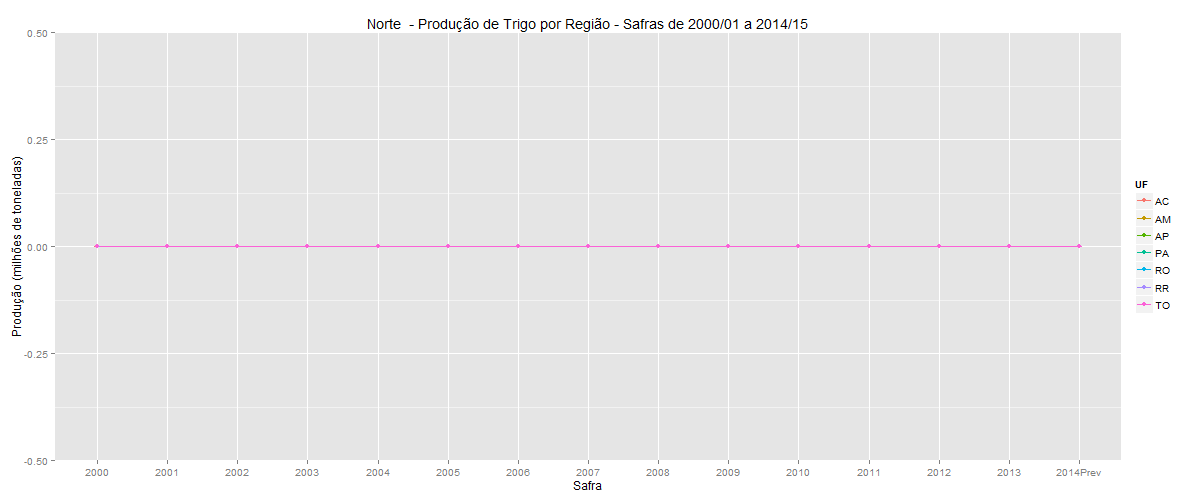 Norte - Produção de Trigo por Região - Safras de 2000/01 a 2014/15
Produção (milhões de toneladas)
0.50
0.25
0.00
-0.25
-0.50
2000 2001 2002 2003 2004 2005 2006 2007 2008 2009 2010 2011 2012 2013 2014Prev
Safra
UF
AC
AM
AP
PA
RO
RR
TO